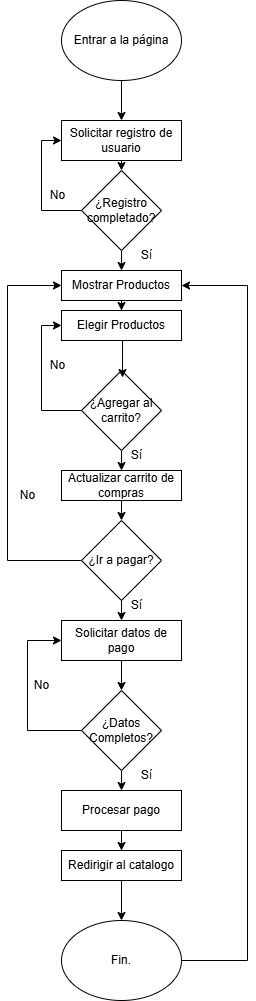 Entrar a la página
Solicitar registro de
usuario
No
¿Registro
completado?
Sí
Mostrar Productos
Elegir Productos
No
¿Agregar al
carrito?
Sí
Actualizar carrito de
compras
No
¿Ir a pagar?
Sí
Solicitar datos de
pago
No
¿Datos
Completos?
Sí
Procesar pago
Redirigir al catalogo
Fin.